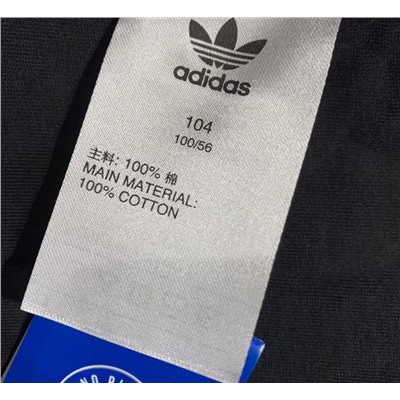 adidas
104
100/56
主料: 100% 棉
MAIN MATERIAL:
100% COTTON